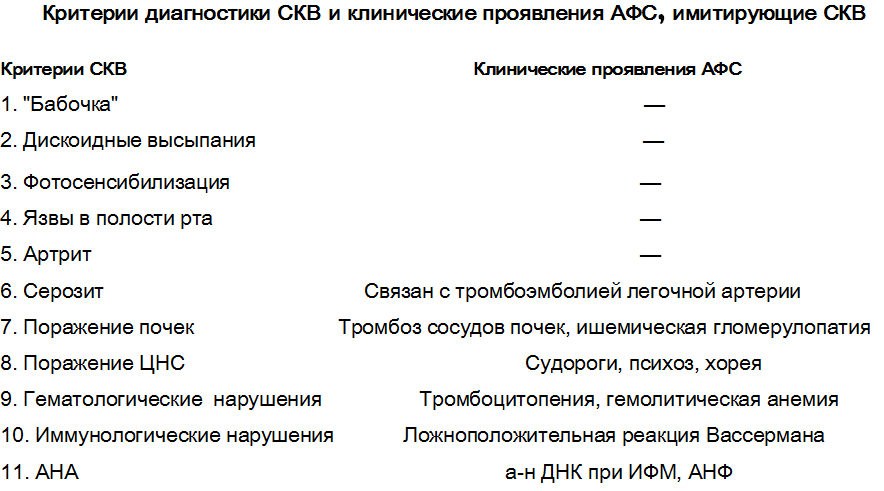 Критерии диагностики СКВ и клинические проявления АФС, имитирующие СКВ
Критерии СКВ Клинические проявления АФС
1. "Бабочка" —
2. Дискоидные высыпания —
3. Фотосенсибилизация —
4. Язвы в полости рта —
5. Артрит —
6. Серозит Связан с тромбоэмболией легочной артерии
7. Поражение почек Тромбоз сосудов почек, ишемическая гломерулопатия
8. Поражение ЦНС Судороги, психоз, хорея
9. Гематологические нарушения Тромбоцитопения, гемолитическая анемия
10. Иммунологические нарушения Ложноположительная реакция Вассермана
11. АНА а-н ДНК при ИФМ, АНФ